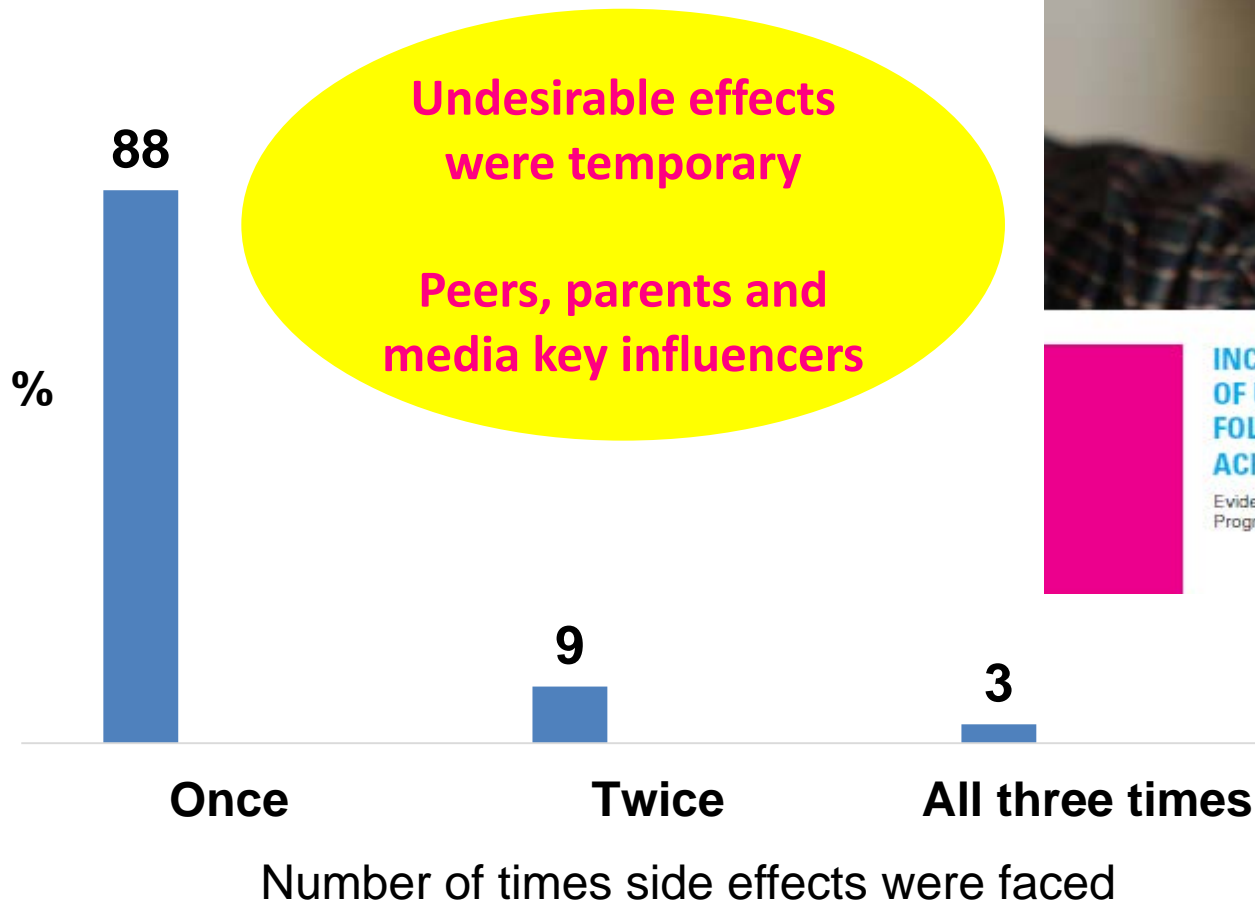 Undesirable effects
were temporary
Peers, parents and
media key influencers
%
88
9
3
Once
Twice
All three times
Number of times side effects were faced
OF